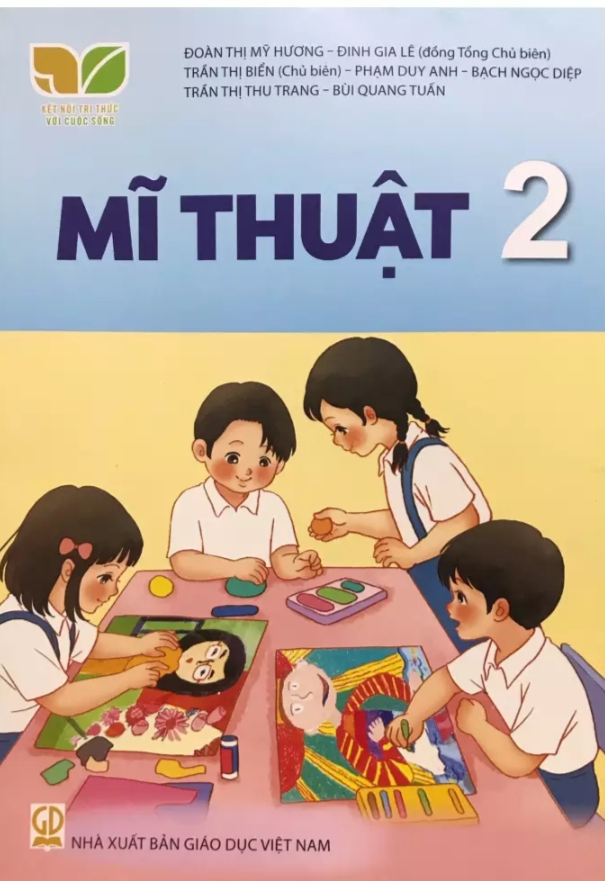 ĐOÀN THỊ MỸ HƯƠNG – ĐINH GIA LÊ (đồng Tổng Chủ biên)
TRẦN THỊ BIỂN (Chủ biên) – PHẠM DUY ANH – BẠCH NGỌC DIỆP
TRẦN THỊ THU TRANG – BÙI QUANG TUẤN
KẾT NỐI TRI THỨC
VỚI CUỘC SỐNG
MĨ THUẬT 2
GD
NHÀ XUẤT BẢN GIÁO DỤC VIỆT NAM